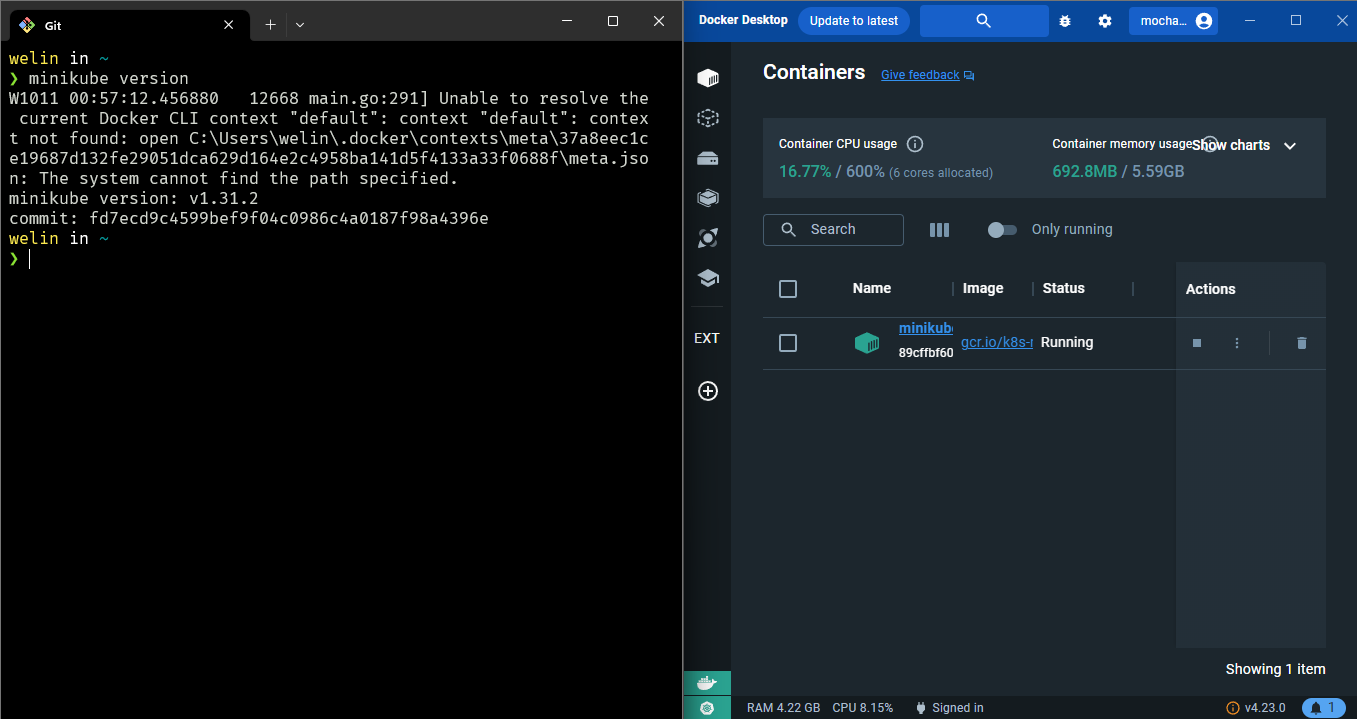 Git
welin in ~
❯ minikube version
W1011 00:57:12.456880   12668 main.go:291] Unable to resolve the
 current Docker CLI context "default": context "default": contex
t not found: open C:\Users\welin\.docker\contexts\meta\37a8eec1c
e19687d132fe29051dca629d164e2c4958ba141d5f4133a33f0688f\meta.jso
n: The system cannot find the path specified.
minikube version: v1.31.2
commit: fd7ecd9c4599bef9f04c0986c4a0187f98a4396e
welin in ~
❯
Docker Desktop
Update to latest
mocha...
Containers
Give feedback
Container CPU usage
16.77% / 600% (6 cores allocated)
Container memory usage
692.8MB / 5.59GB
Show charts
Search
Only running
Name
Image
Status
Actions
minikube
89cffbf60
gcr.io/k8s-r
Running
EXT
Showing 1 item
RAM 4.22 GB
CPU 8.15%
Signed in
v4.23.0
1